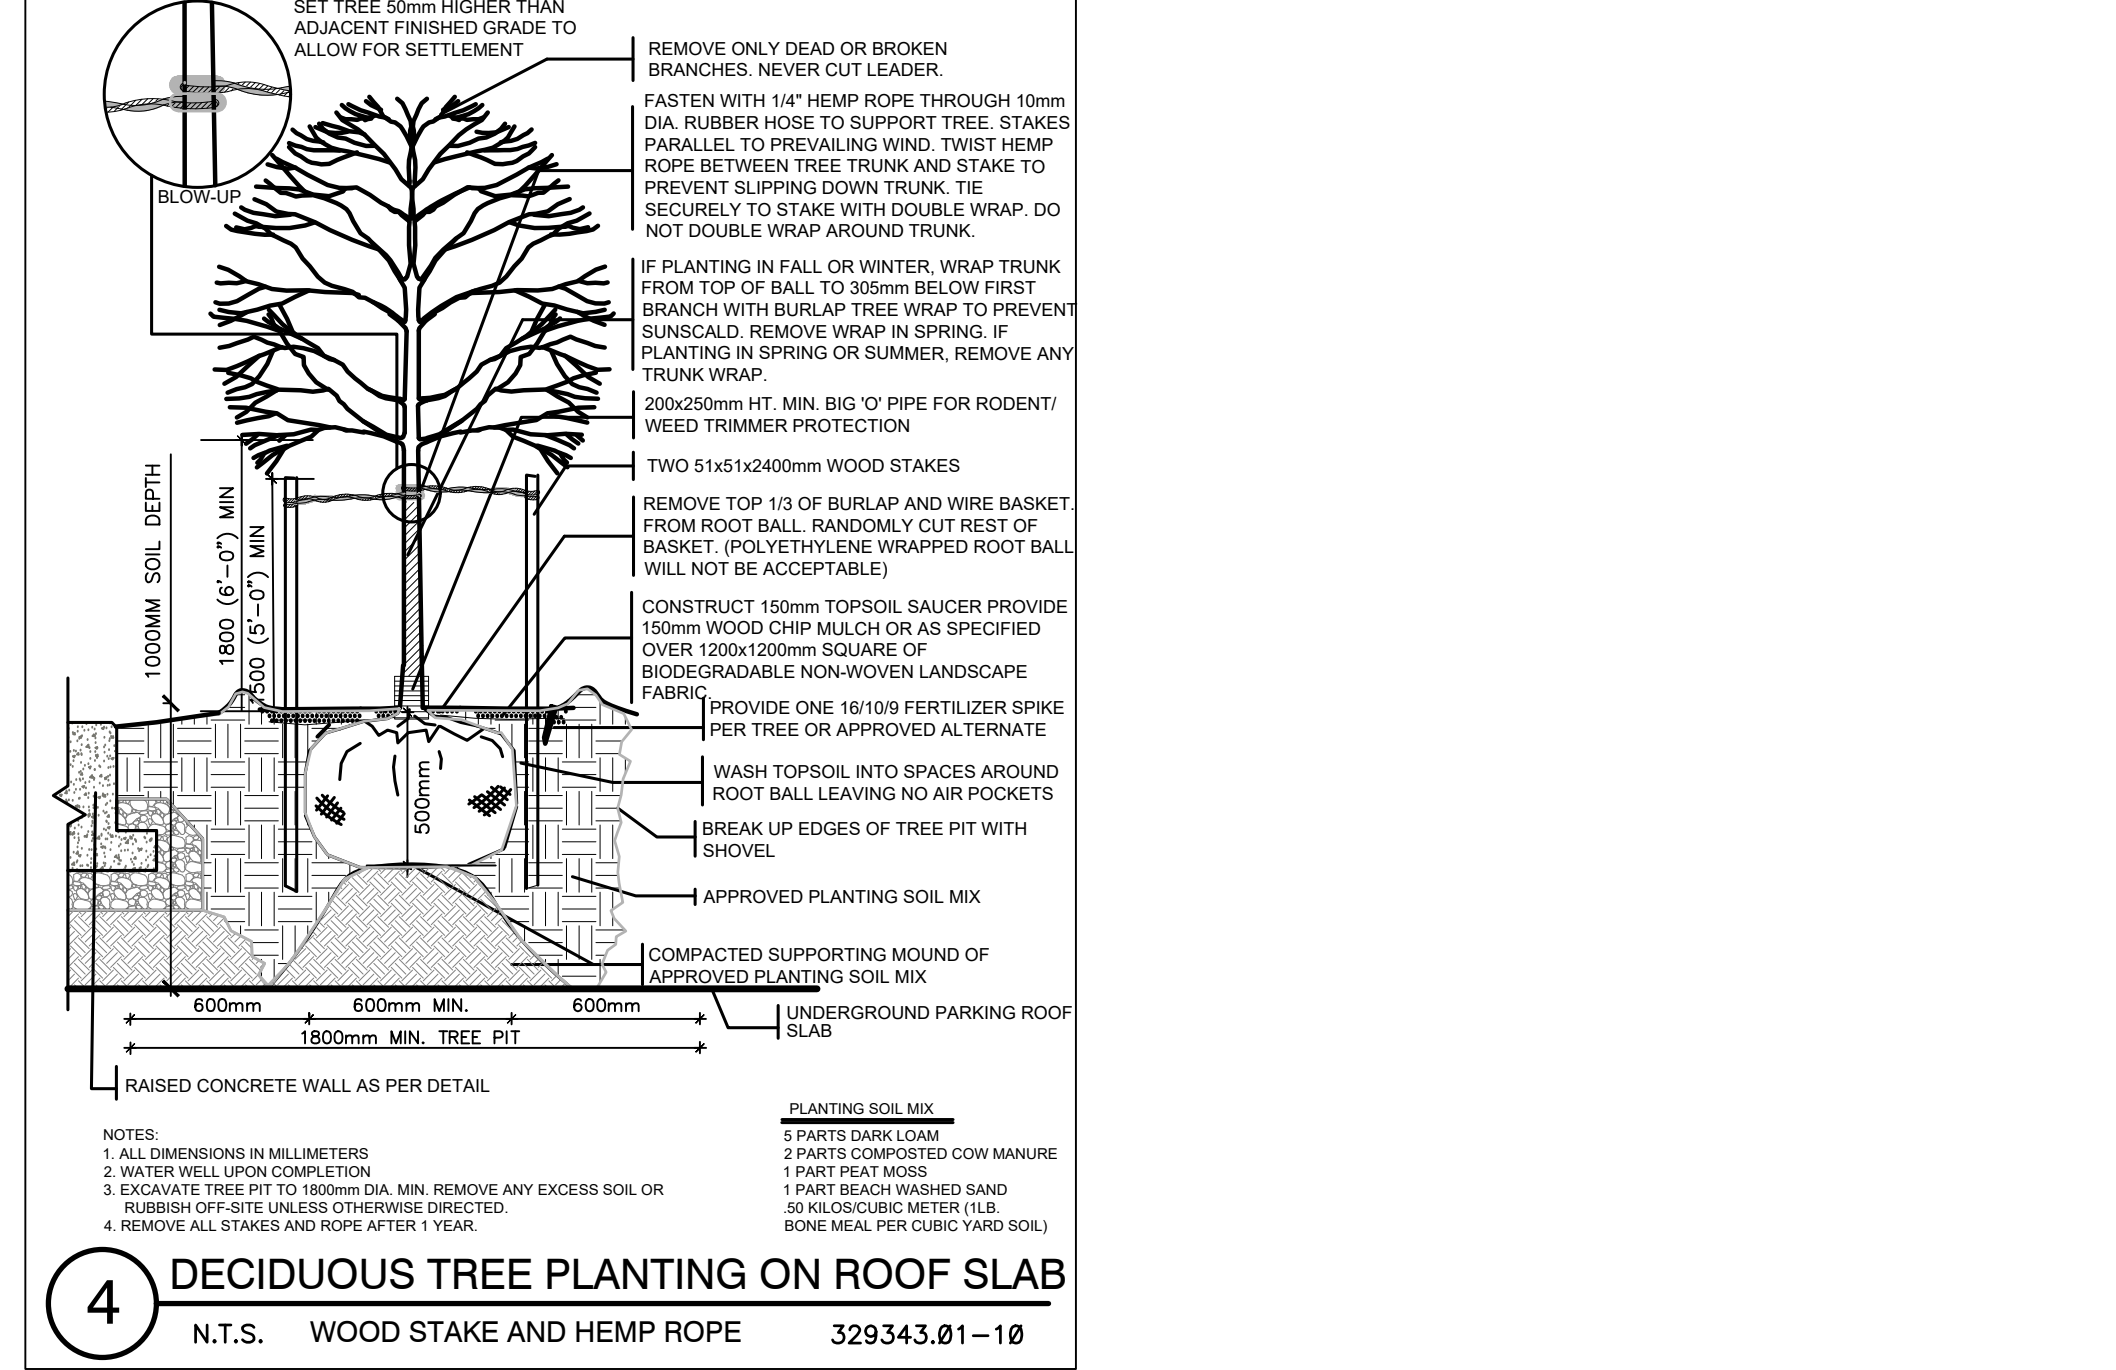 SET TREE 50mm HIGHER THAN
ADJACENT FINISHED GRADE TO
ALLOW FOR SETTLEMENT
BLOW-UP
REMOVE ONLY DEAD OR BROKEN
BRANCHES. NEVER CUT LEADER.
FASTEN WITH 1/4" HEMP ROPE THROUGH 10mm
DIA. RUBBER HOSE TO SUPPORT TREE. STAKES
PARALLEL TO PREVAILING WIND. TWIST HEMP
ROPE BETWEEN TREE TRUNK AND STAKE TO
PREVENT SLIPPING DOWN TRUNK. TIE
SECURELY TO STAKE WITH DOUBLE WRAP. DO
NOT DOUBLE WRAP AROUND TRUNK.
IF PLANTING IN FALL OR WINTER, WRAP TRUNK
FROM TOP OF BALL TO 305mm BELOW FIRST
BRANCH WITH BURLAP TREE WRAP TO PREVENT
SUNSCALD. REMOVE WRAP IN SPRING. IF
PLANTING IN SPRING OR SUMMER, REMOVE ANY
TRUNK WRAP.
200x250mm HT. MIN. BIG 'O' PIPE FOR RODENT/
WEED TRIMMER PROTECTION
TWO 51x51x2400mm WOOD STAKES
REMOVE TOP 1/3 OF BURLAP AND WIRE BASKET.
FROM ROOT BALL. RANDOMLY CUT REST OF
BASKET. (POLYETHYLENE WRAPPED ROOT BALL
WILL NOT BE ACCEPTABLE)
CONSTRUCT 150mm TOPSOIL SAUCER PROVIDE
150mm WOOD CHIP MULCH OR AS SPECIFIED
OVER 1200x1200mm SQUARE OF
BIODEGRADABLE NON-WOVEN LANDSCAPE
FABRIC.
PROVIDE ONE 16/10/9 FERTILIZER SPIKE
PER TREE OR APPROVED ALTERNATE
WASH TOPSOIL INTO SPACES AROUND
ROOT BALL LEAVING NO AIR POCKETS
BREAK UP EDGES OF TREE PIT WITH
SHOVEL
APPROVED PLANTING SOIL MIX
COMPACTED SUPPORTING MOUND OF
APPROVED PLANTING SOIL MIX
UNDERGROUND PARKING ROOF
SLAB
1000MM SOIL DEPTH
1800 (6'-0") MIN
500 (5'-0") MIN
500mm
600mm
600mm MIN.
600mm
1800mm MIN. TREE PIT
RAISED CONCRETE WALL AS PER DETAIL
NOTES:
1. ALL DIMENSIONS IN MILLIMETERS
2. WATER WELL UPON COMPLETION
3. EXCAVATE TREE PIT TO 1800mm DIA. MIN. REMOVE ANY EXCESS SOIL OR
RUBBISH OFF-SITE UNLESS OTHERWISE DIRECTED.
4. REMOVE ALL STAKES AND ROPE AFTER 1 YEAR.
PLANTING SOIL MIX
5 PARTS DARK LOAM
2 PARTS COMPOSTED COW MANURE
1 PART PEAT MOSS
1 PART BEACH WASHED SAND
.50 KILOS/CUBIC METER (1LB.
BONE MEAL PER CUBIC YARD SOIL)
4
DECIDUOUS TREE PLANTING ON ROOF SLAB
N.T.S. WOOD STAKE AND HEMP ROPE 329343.01-10